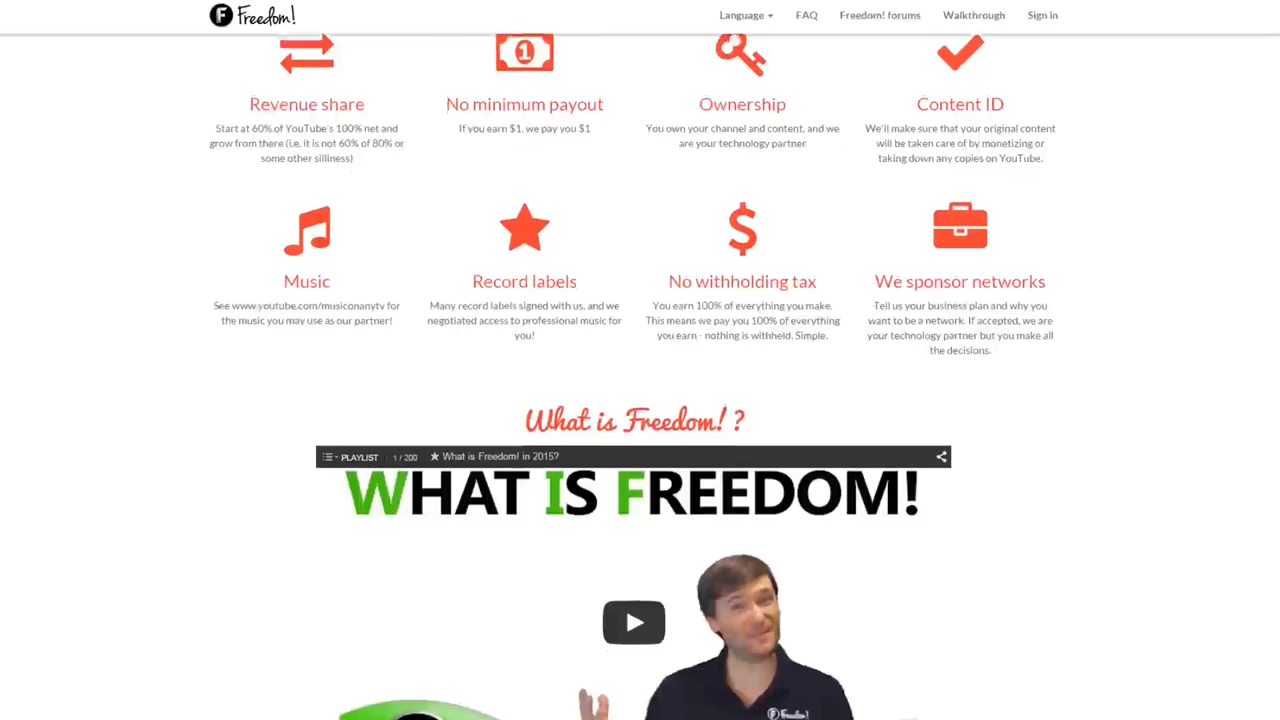 Freedom!
Language
FAQ
Freedom! forums
Walkthrough
Sign in
1
Revenue share
Start at 60% of YouTube's 100% net and
grow from there (i.e, it is not 60% of 80% or
some other silliness)
No minimum payout
If you earn $1, we pay you $1
Ownership
You own your channel and content, and we
are your technology partner
Content ID
We'll make sure that your original content
will be taken care of by monetizing or
taking down any copies on YouTube.
Music
See www.youtube.com/musiconanytv for
the music you may use as our partner!
Record labels
Many record labels signed with us, and we
negotiated access to professional music for
you!
$
No withholding tax
You earn 100% of everything you make.
This means we pay you 100% of everything
you earn - nothing is withheld. Simple.
We sponsor networks
Tell us your business plan and why you
want to be a network. If accepted, we are
your technology partner but you make all
the decisions.
What is Freedom! ?
PLAYLIST 1 / 200 ★ What is Freedom! in 2015?
WHAT IS FREEDOM!
Freedom!